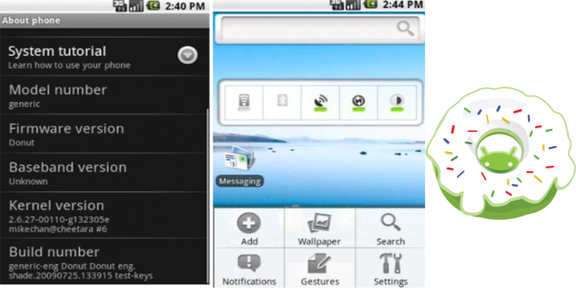 2:40 PM
About phone
System tutorial
Learn how to use your phone
Model number
generic
Firmware version
Donut
Baseband version
Unknown
Kernel version
2.6.27-00110-g132305e
mikechan@cheetara #6
Build number
generic-eng Donut Donut eng.
shade.20090725.133915 test-keys
2:44 PM
Messaging
Add Wallpaper Search
Notifications Gestures Settings